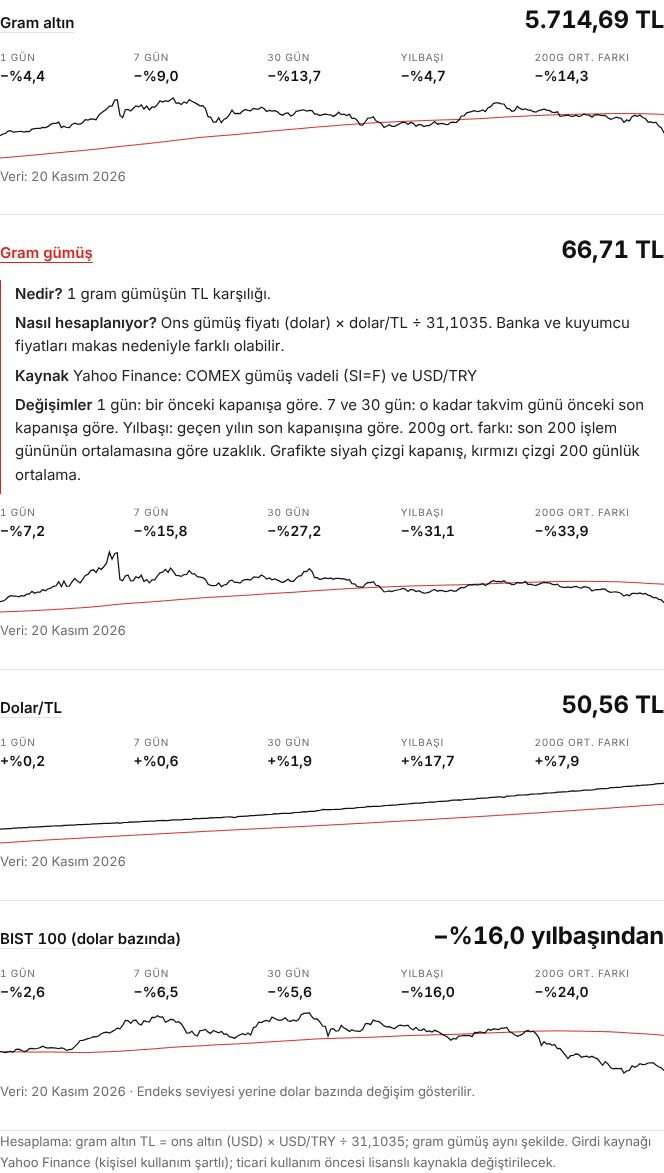 Gram altın
5.714,69 TL
1 GÜN 7 GÜN 30 GÜN YILBAŞI 200G ORT. FARKI
−%4,4 −%9,0 −%13,7 −%4,7 −%14,3
Veri: 20 Kasım 2026
Gram gümüş
66,71 TL
Nedir? 1 gram gümüşün TL karşılığı.
Nasıl hesaplanıyor? Ons gümüş fiyatı (dolar) × dolar/TL ÷ 31,1035. Banka ve kuyumcu
fiyatları makas nedeniyle farklı olabilir.
Kaynak Yahoo Finance: COMEX gümüş vadeli (SI=F) ve USD/TRY
Değişimler 1 gün: bir önceki kapanışa göre. 7 ve 30 gün: o kadar takvim günü önceki son
kapanışa göre. Yılbaşı: geçen yılın son kapanışına göre. 200g ort. farkı: son 200 işlem
gününün ortalamasına göre uzaklık. Grafikte siyah çizgi kapanış, kırmızı çizgi 200 günlük
ortalama.
1 GÜN 7 GÜN 30 GÜN YILBAŞI 200G ORT. FARKI
−%7,2 −%15,8 −%27,2 −%31,1 −%33,9
Veri: 20 Kasım 2026
Dolar/TL
50,56 TL
1 GÜN 7 GÜN 30 GÜN YILBAŞI 200G ORT. FARKI
+%0,2 +%0,6 +%1,9 +%17,7 +%7,9
Veri: 20 Kasım 2026
BIST 100 (dolar bazında)
−%16,0 yılbaşından
1 GÜN 7 GÜN 30 GÜN YILBAŞI 200G ORT. FARKI
−%2,6 −%6,5 −%5,6 −%16,0 −%24,0
Veri: 20 Kasım 2026 · Endeks seviyesi yerine dolar bazında değişim gösterilir.
Hesaplama: gram altın TL = ons altın (USD) × USD/TRY ÷ 31,1035; gram gümüş aynı şekilde. Girdi kaynağı
Yahoo Finance (kişisel kullanım şartlı); ticari kullanım öncesi lisanslı kaynakla değiştirilecek.